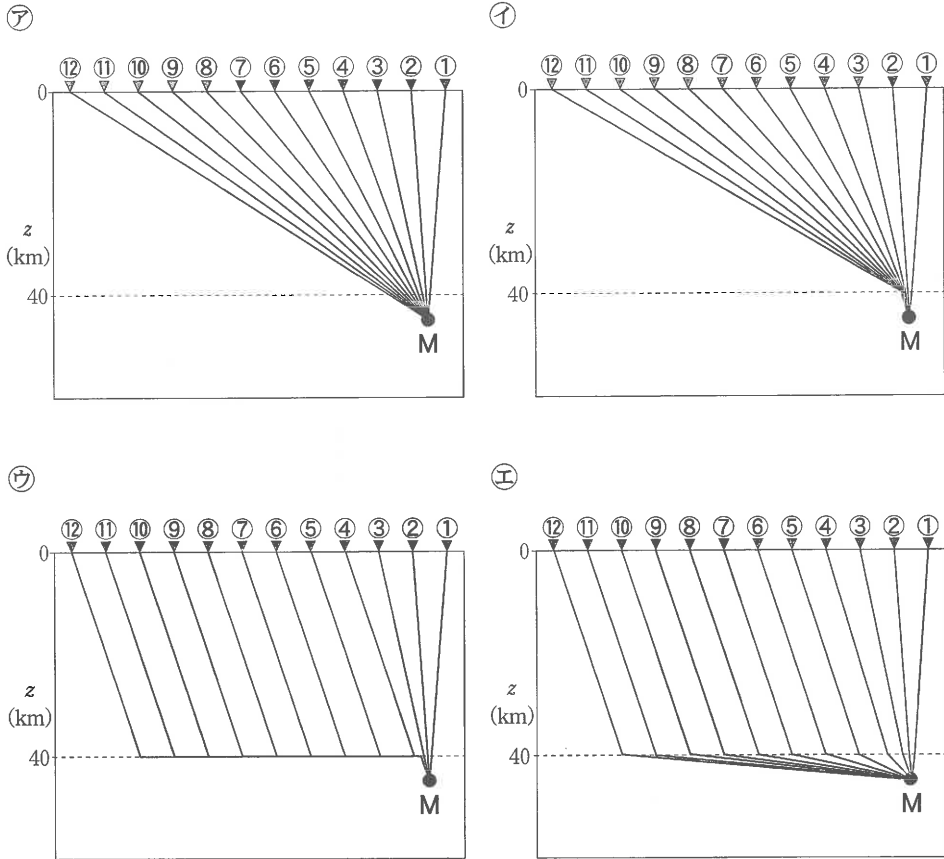 ア
⑫ ⑪ ⑩ ⑨ ⑧ ⑦ ⑥ ⑤ ④ ③ ② ①
0
z
(km)
40
M
イ
⑫ ⑪ ⑩ ⑨ ⑧ ⑦ ⑥ ⑤ ④ ③ ② ①
0
z
(km)
40
M
ウ
⑫ ⑪ ⑩ ⑨ ⑧ ⑦ ⑥ ⑤ ④ ③ ② ①
0
z
(km)
40
M
エ
⑫ ⑪ ⑩ ⑨ ⑧ ⑦ ⑥ ⑤ ④ ③ ② ①
0
z
(km)
40
M